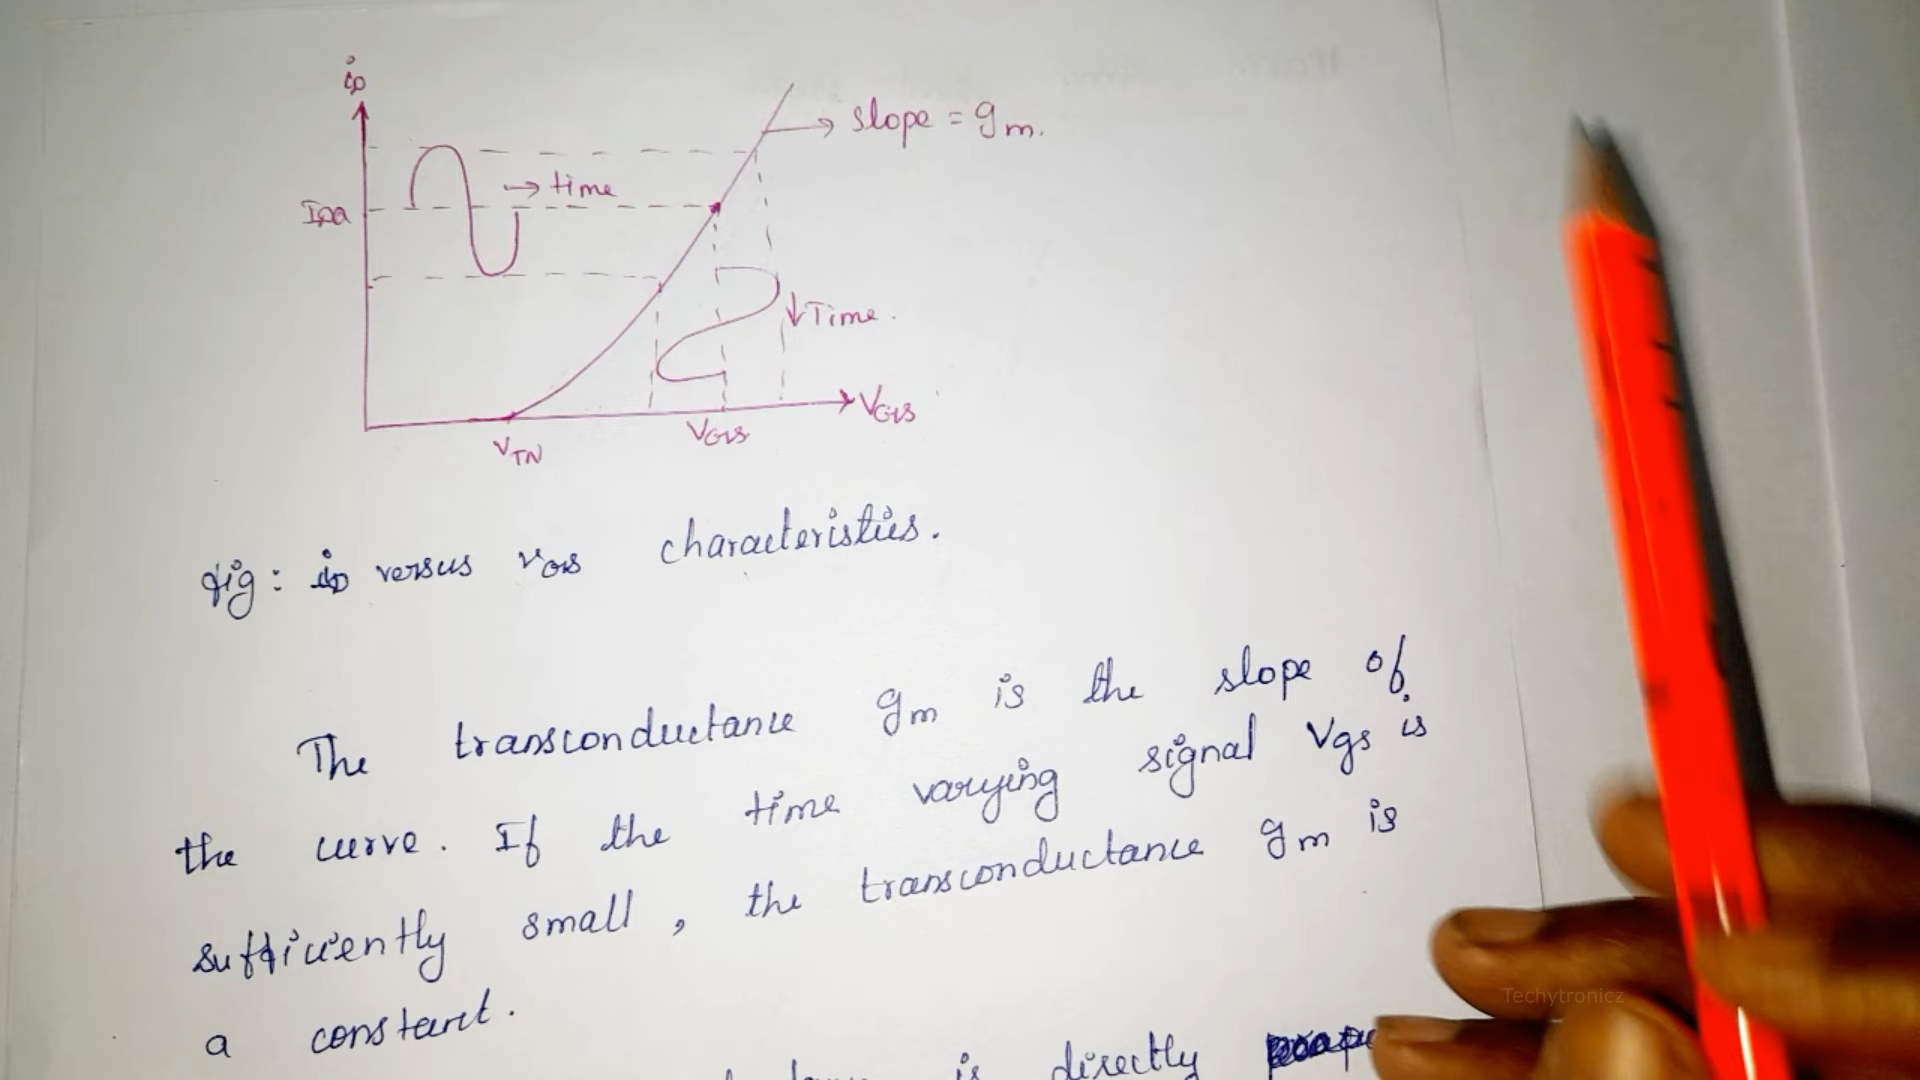 iD
slope = gm.
→ time
IDQ
↓ Time.
VGS
VGS
VTN
fig: iD versus vGS characteristics.
The transconductance gm is the slope of
the curve. If the time varying signal Vgs is
sufficiently small, the transconductance gm is
a constant.
is directly
Techytronicz